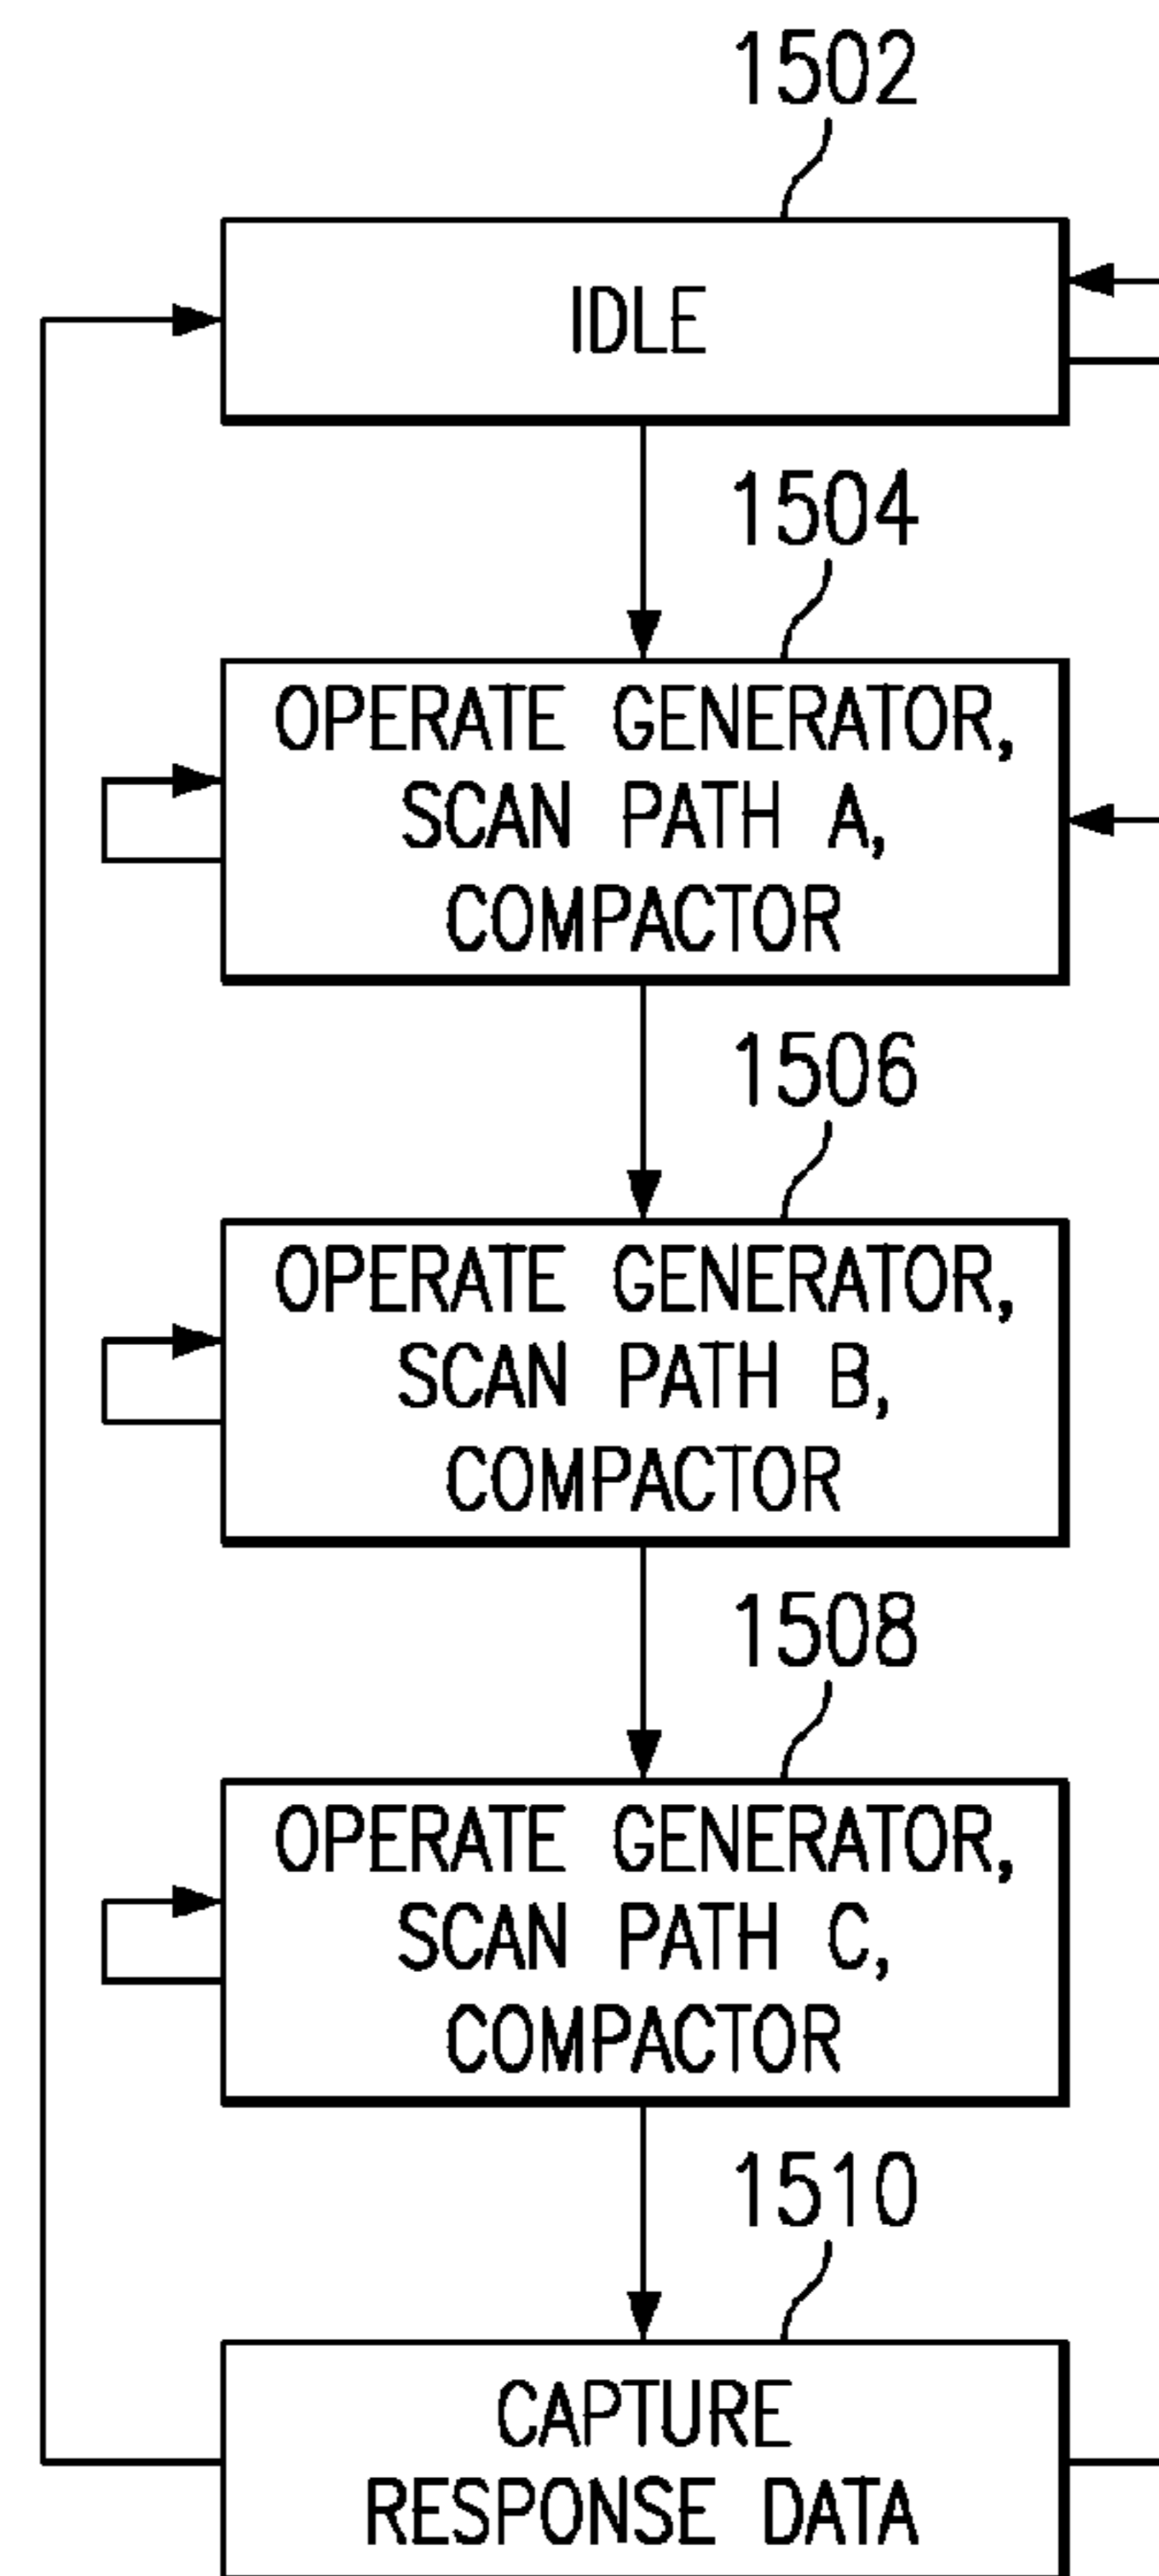 1502
IDLE
1504
OPERATE GENERATOR,
SCAN PATH A,
COMPACTOR
1506
OPERATE GENERATOR,
SCAN PATH B,
COMPACTOR
1508
OPERATE GENERATOR,
SCAN PATH C,
COMPACTOR
1510
CAPTURE
RESPONSE DATA